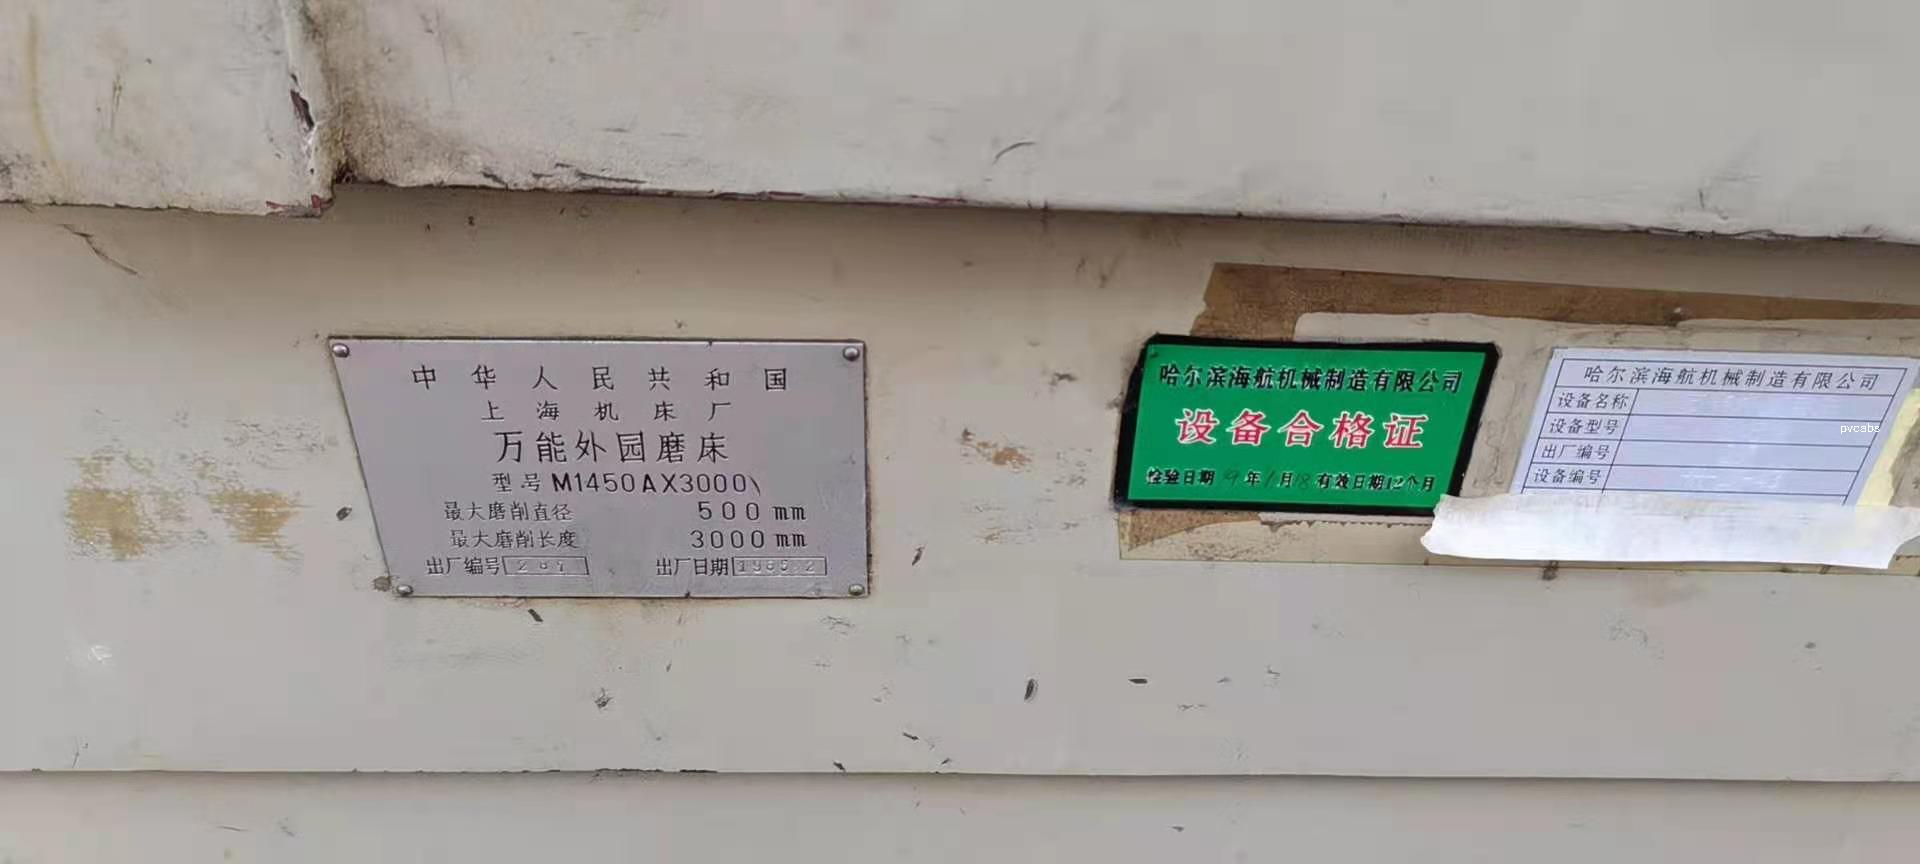 中华人民共和国
上海机床厂
万能外园磨床
型号 M1450AX3000
最大磨削直径 500 mm
最大磨削长度 3000 mm
出厂编号
出厂日期
哈尔滨海航机械制造有限公司
设备合格证
检验日期 年 月 有效日期12个月
哈尔滨海航机械制造有限公司
设备名称
设备型号
出厂编号
设备编号
pvcabs